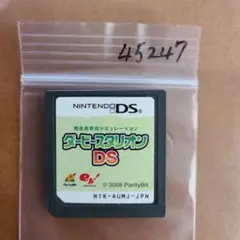 45247
NINTENDO DS
競走馬育成シミュレーション
ダービースタリオン
DS
ParityBit
© 2008 ParityBit
NTR-AUMJ-JPN